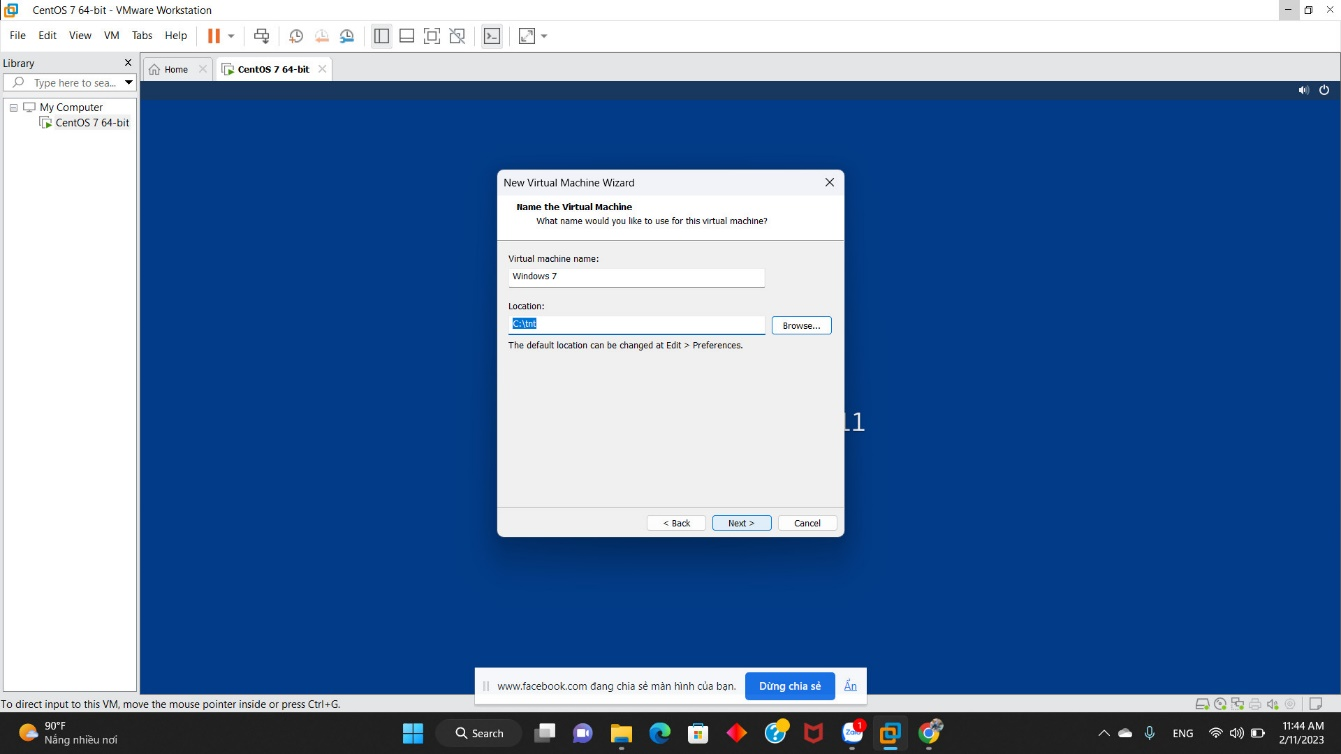 CentOS 7 64-bit - VMware Workstation
File Edit View VM Tabs Help
Library
Home
CentOS 7 64-bit
Type here to sea...
My Computer
CentOS 7 64-bit
New Virtual Machine Wizard
Name the Virtual Machine
What name would you like to use for this virtual machine?
Virtual machine name:
Windows 7
Location:
C:\tnt
Browse...
The default location can be changed at Edit > Preferences.
11
< Back
Next >
Cancel
www.facebook.com đang chia sẻ màn hình của bạn.
Dừng chia sẻ
Ẩn
To direct input to this VM, move the mouse pointer inside or press Ctrl+G.
90°F
Nắng nhiều nơi
Search
Zalo
1
ENG
11:44 AM
2/11/2023